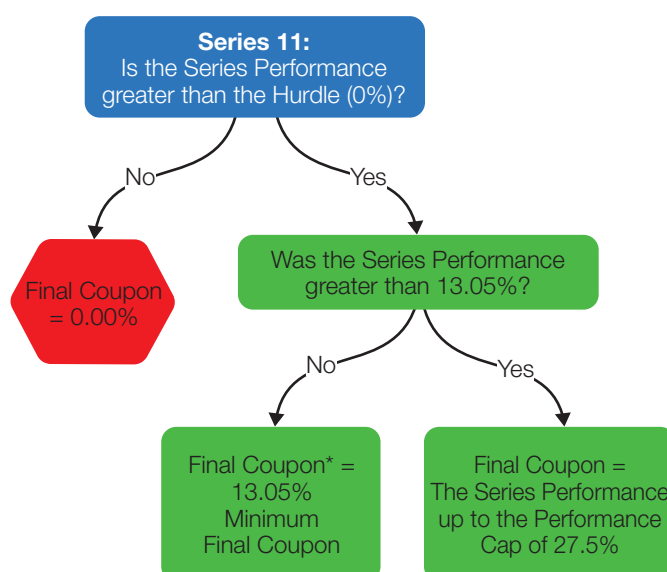 Series 11:
Is the Series Performance
greater than the Hurdle (0%)?
No
Yes
Final Coupon
= 0.00%
Was the Series Performance
greater than 13.05%?
No
Yes
Final Coupon* =
13.05%
Minimum
Final Coupon
Final Coupon =
The Series Performance
up to the Performance
Cap of 27.5%